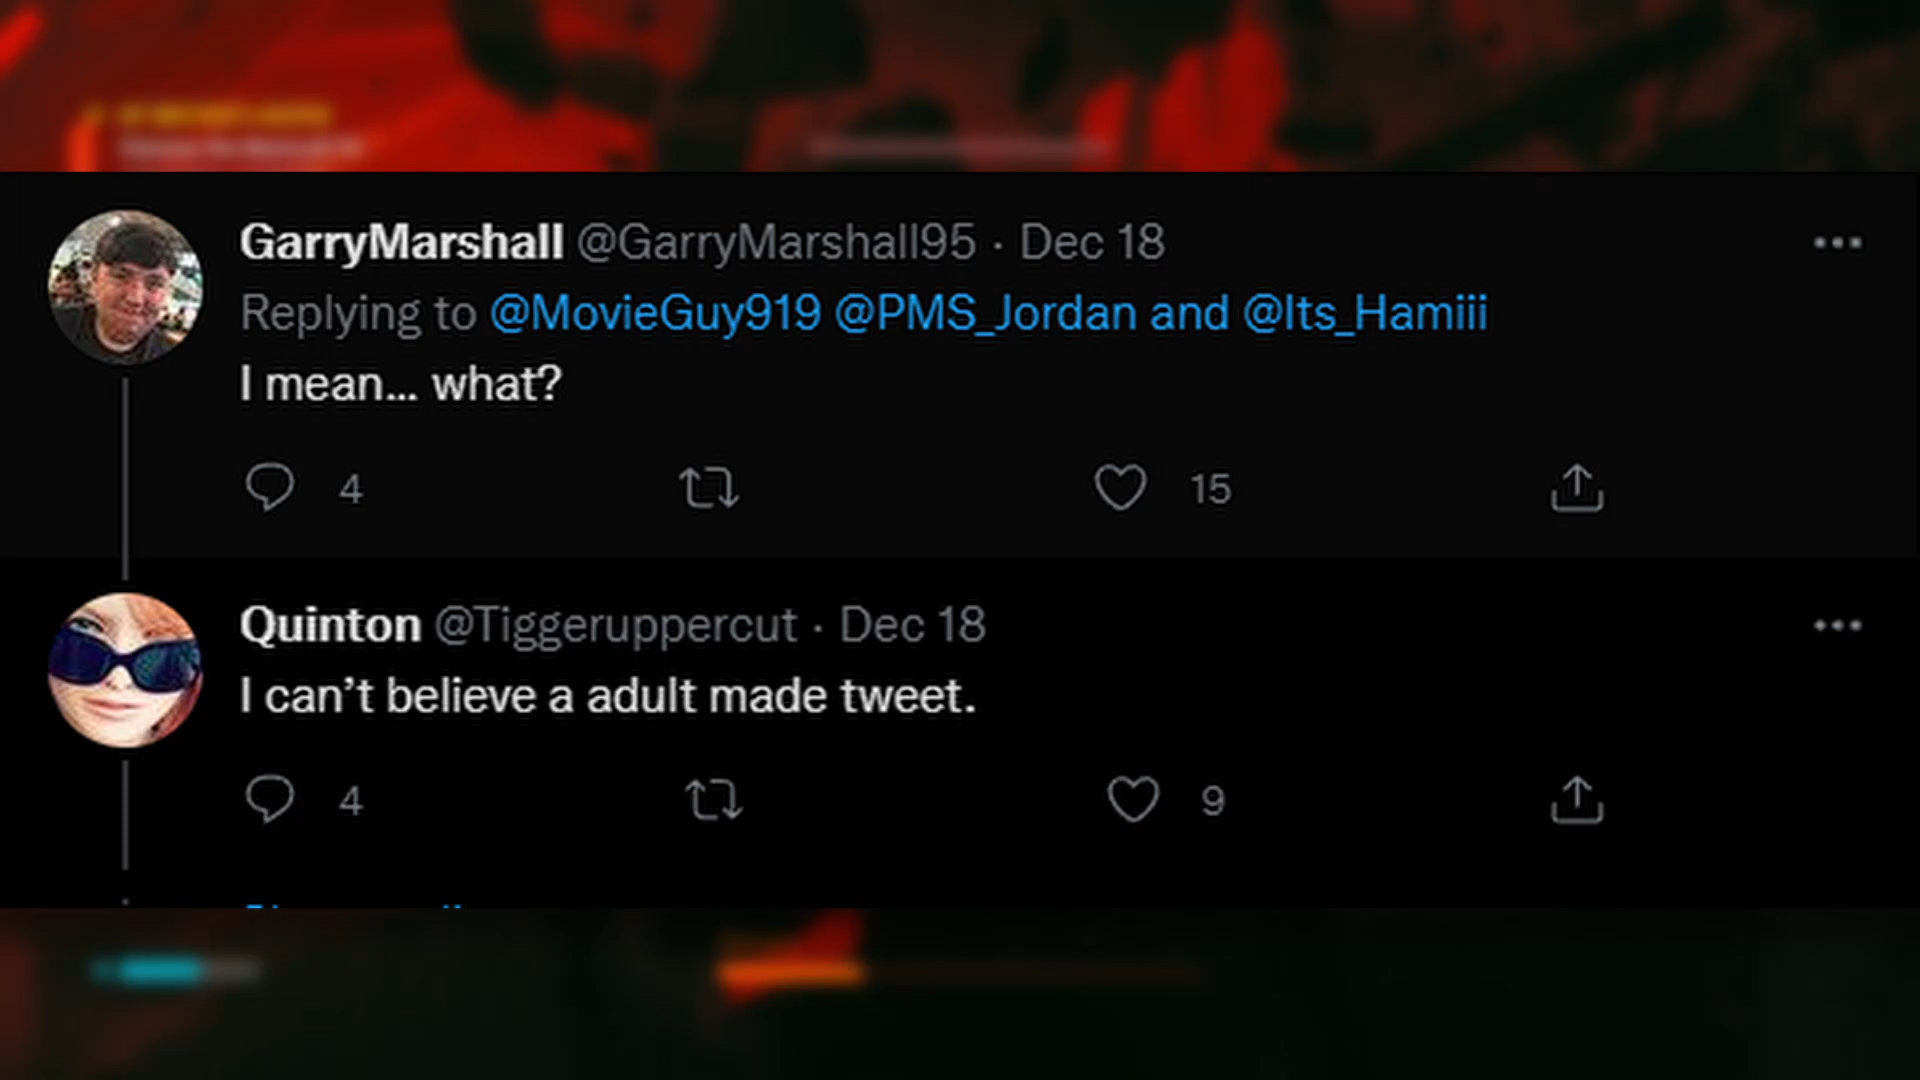 GarryMarshall @GarryMarshall95 · Dec 18
Replying to @MovieGuy919 @PMS_Jordan and @Its_Hamiii
I mean... what?
4 15
Quinton @Tiggeruppercut · Dec 18
I can’t believe a adult made tweet.
4 9